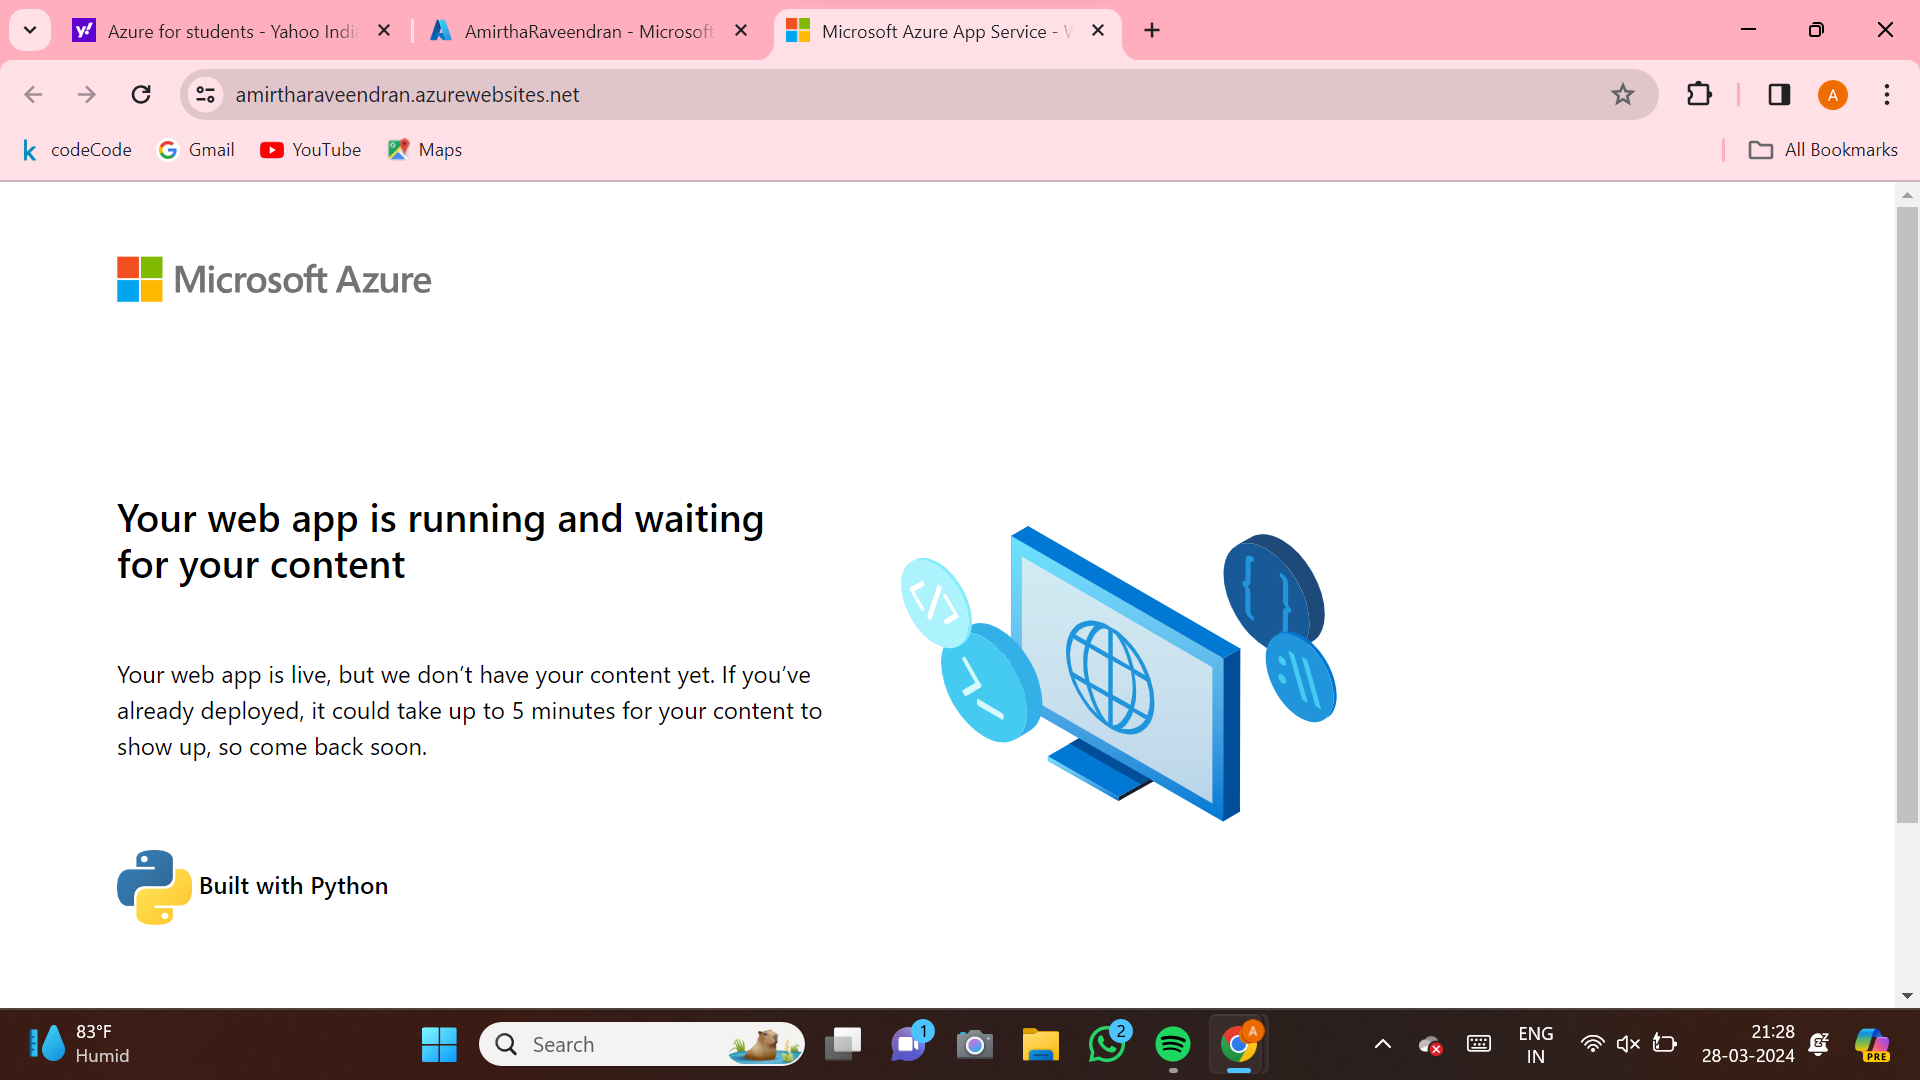 Azure for students - Yahoo Indi
AmirthaRaveendran - Microsoft
Microsoft Azure App Service - W
amirtharaveendran.azurewebsites.net
A
codeCode
Gmail
YouTube
Maps
All Bookmarks
Microsoft Azure
Your web app is running and waiting
for your content
Your web app is live, but we don’t have your content yet. If you’ve
already deployed, it could take up to 5 minutes for your content to
show up, so come back soon.
Built with Python
83°F
Humid
Search
1
2
A
ENG
IN
21:28
28-03-2024
PRE